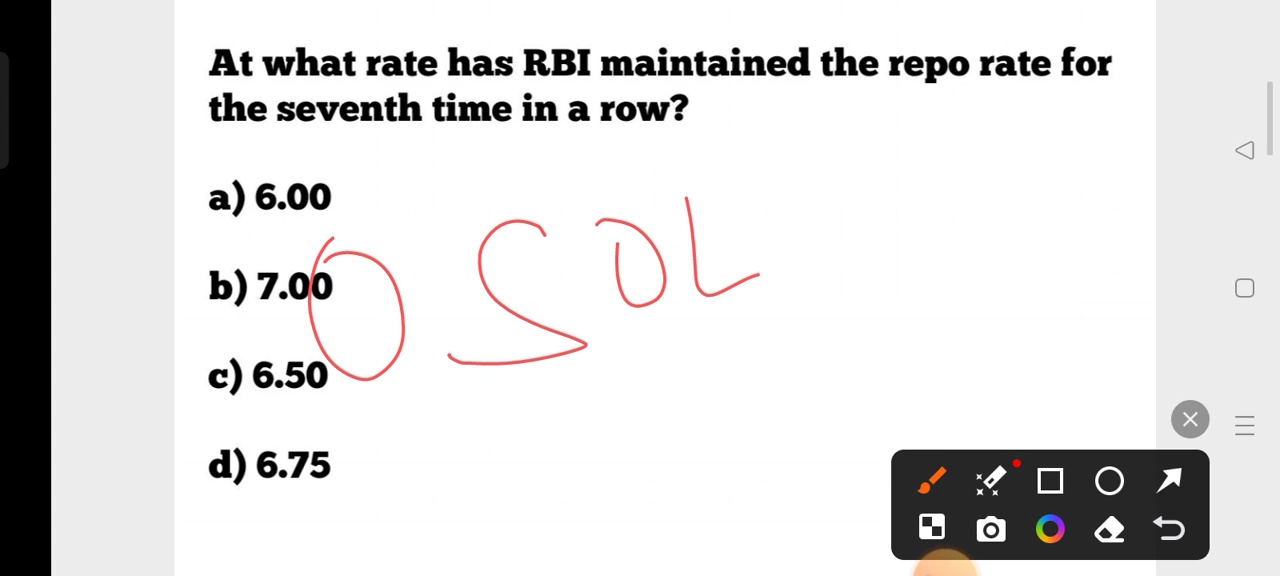 At what rate has RBI maintained the repo rate for
the seventh time in a row?
a) 6.00
b) 7.00
c) 6.50
d) 6.75